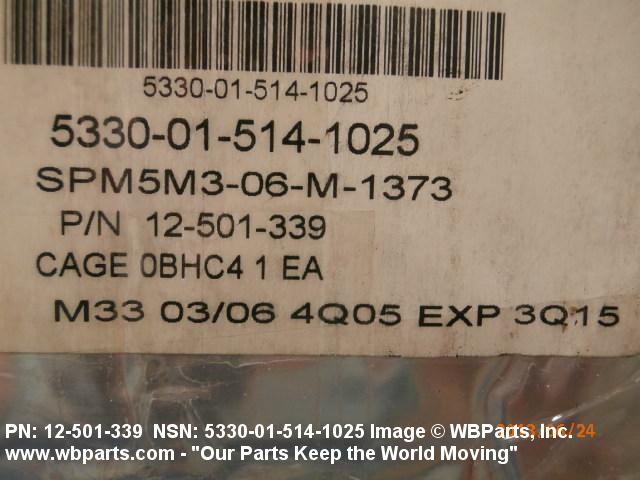 5330-01-514-1025
5330-01-514-1025
SPM5M3-06-M-1373
P/N 12-501-339
CAGE 0BHC4 1 EA
M33 03/06 4Q05 EXP 3Q15
PN: 12-501-339 NSN: 5330-01-514-1025 Image © WBParts, Inc.
www.wbparts.com - "Our Parts Keep the World Moving"